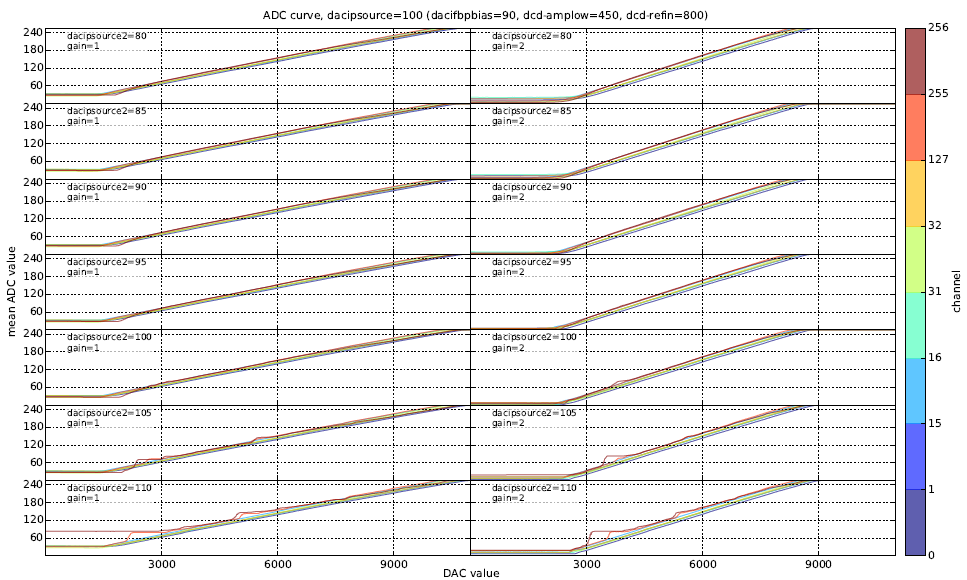 ADC curve, dacipsource=100 (dacifbpbias=90, dcd-amplow=450, dcd-refin=800)
240
180
120
60
dacipsource2=80
gain=1
dacipsource2=80
gain=2
240
180
120
60
dacipsource2=85
gain=1
dacipsource2=85
gain=2
240
180
120
60
dacipsource2=90
gain=1
dacipsource2=90
gain=2
240
180
120
60
dacipsource2=95
gain=1
dacipsource2=95
gain=2
240
180
120
60
dacipsource2=100
gain=1
dacipsource2=100
gain=2
240
180
120
60
dacipsource2=105
gain=1
dacipsource2=105
gain=2
240
180
120
60
dacipsource2=110
gain=1
dacipsource2=110
gain=2
mean ADC value
3000 6000 9000 3000 6000 9000
DAC value
256
255
127
32
31
16
15
1
0
channel